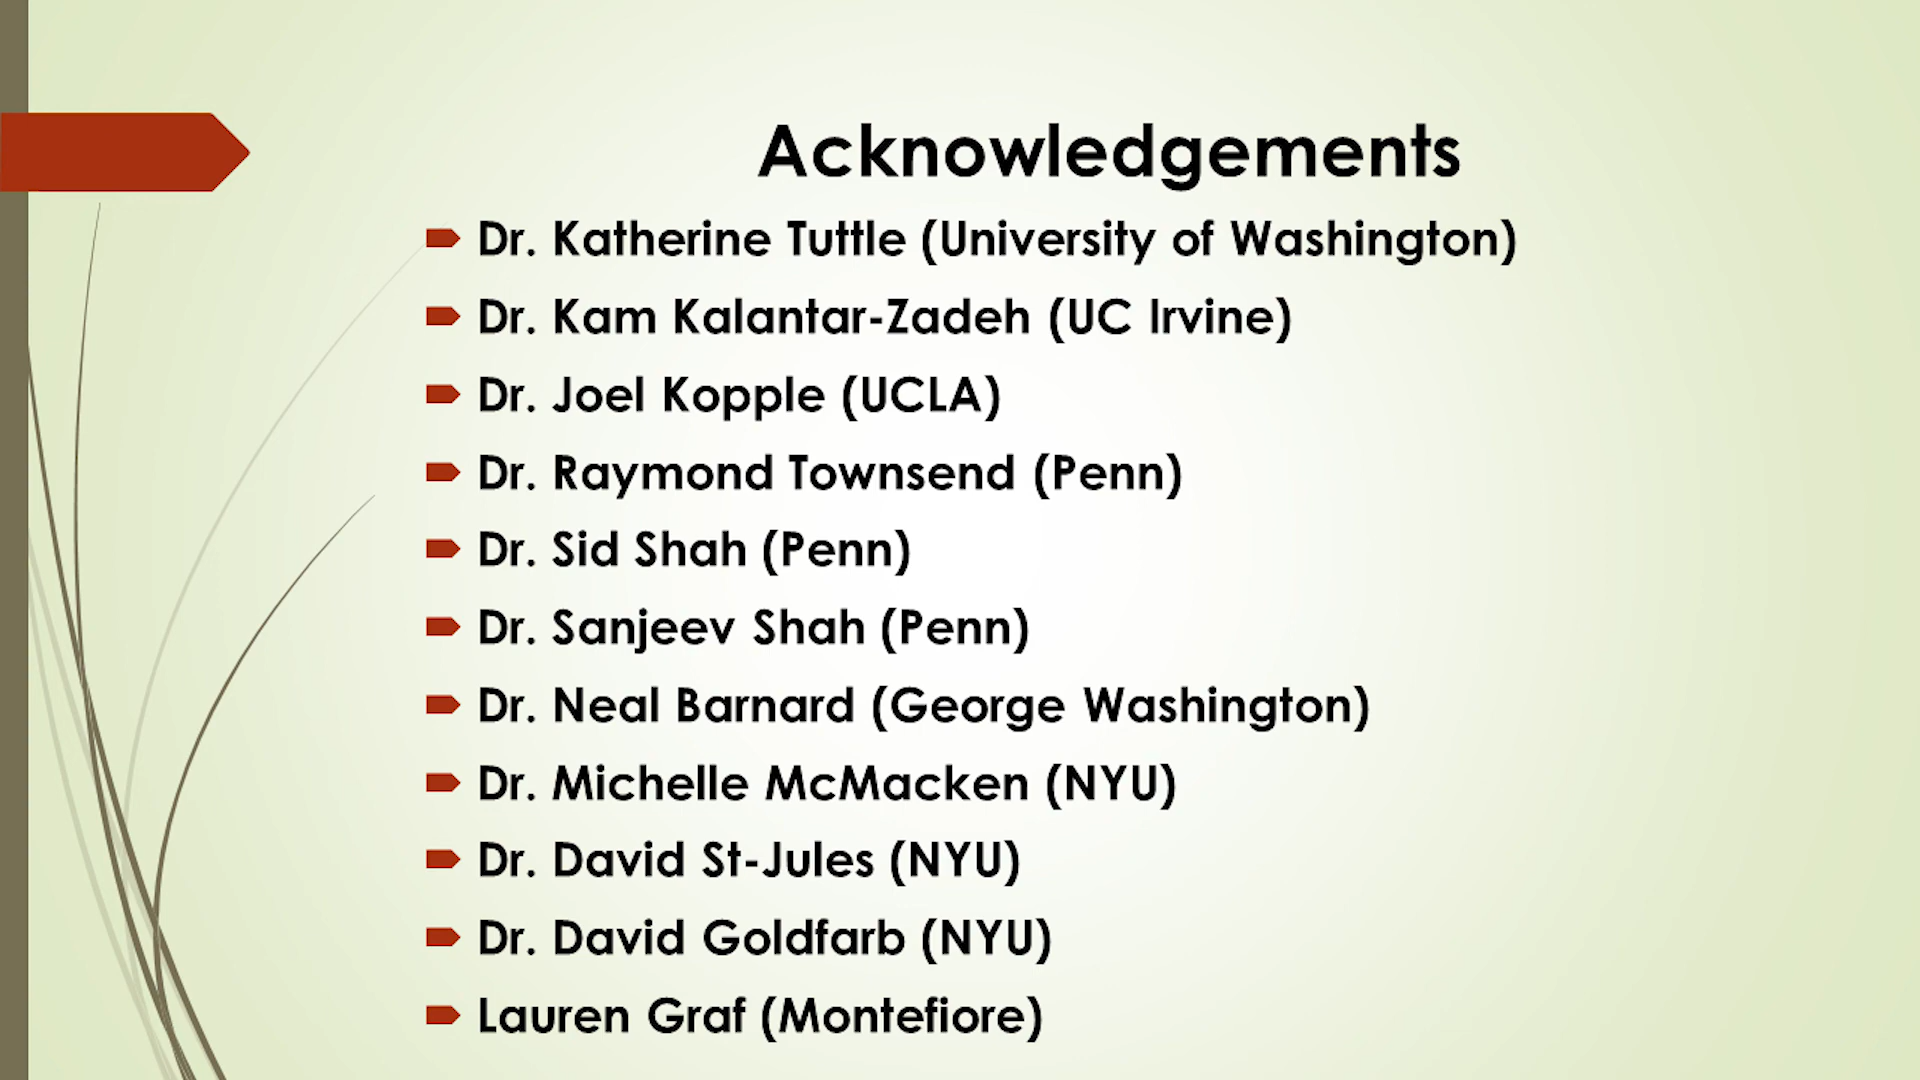 Acknowledgements
Dr. Katherine Tuttle (University of Washington)
Dr. Kam Kalantar-Zadeh (UC Irvine)
Dr. Joel Kopple (UCLA)
Dr. Raymond Townsend (Penn)
Dr. Sid Shah (Penn)
Dr. Sanjeev Shah (Penn)
Dr. Neal Barnard (George Washington)
Dr. Michelle McMacken (NYU)
Dr. David St-Jules (NYU)
Dr. David Goldfarb (NYU)
Lauren Graf (Montefiore)